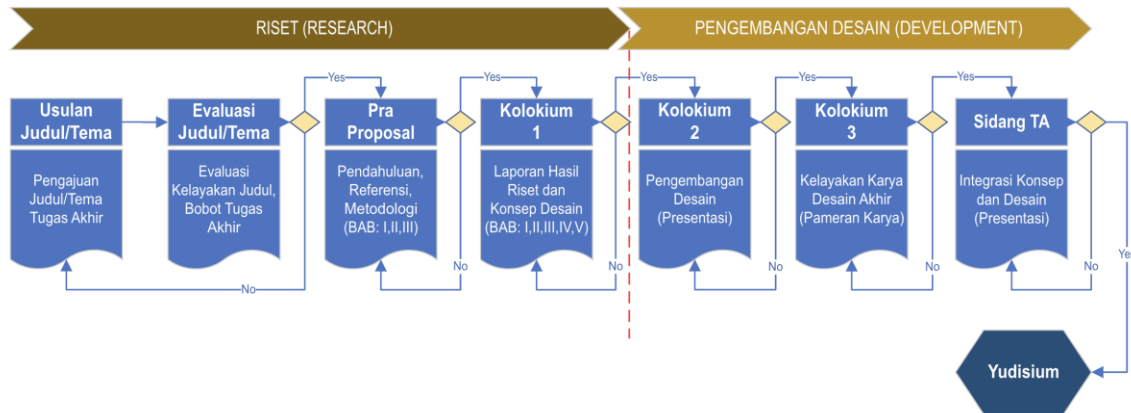 RISET (RESEARCH)
PENGEMBANGAN DESAIN (DEVELOPMENT)
Yes
Yes
Yes
Yes
Yes
Usulan
Judul/Tema
Evaluasi
Judul/Tema
Pra
Proposal
Kolokium
1
Kolokium
2
Kolokium
3
Sidang TA
Pengajuan
Judul/Tema
Tugas Akhir
Evaluasi
Kelayakan Judul,
Bobot Tugas
Akhir
Pendahuluan,
Referensi,
Metodologi
(BAB: I,II,III)
Laporan Hasil
Riset dan
Konsep Desain
(BAB: I,II,III,IV,V)
Pengembangan
Desain
(Presentasi)
Kelayakan Karya
Desain Akhir
(Pameran Karya)
Integrasi Konsep
dan Desain
(Presentasi)
Ye
No
No
No
No
No
No
Yudisium